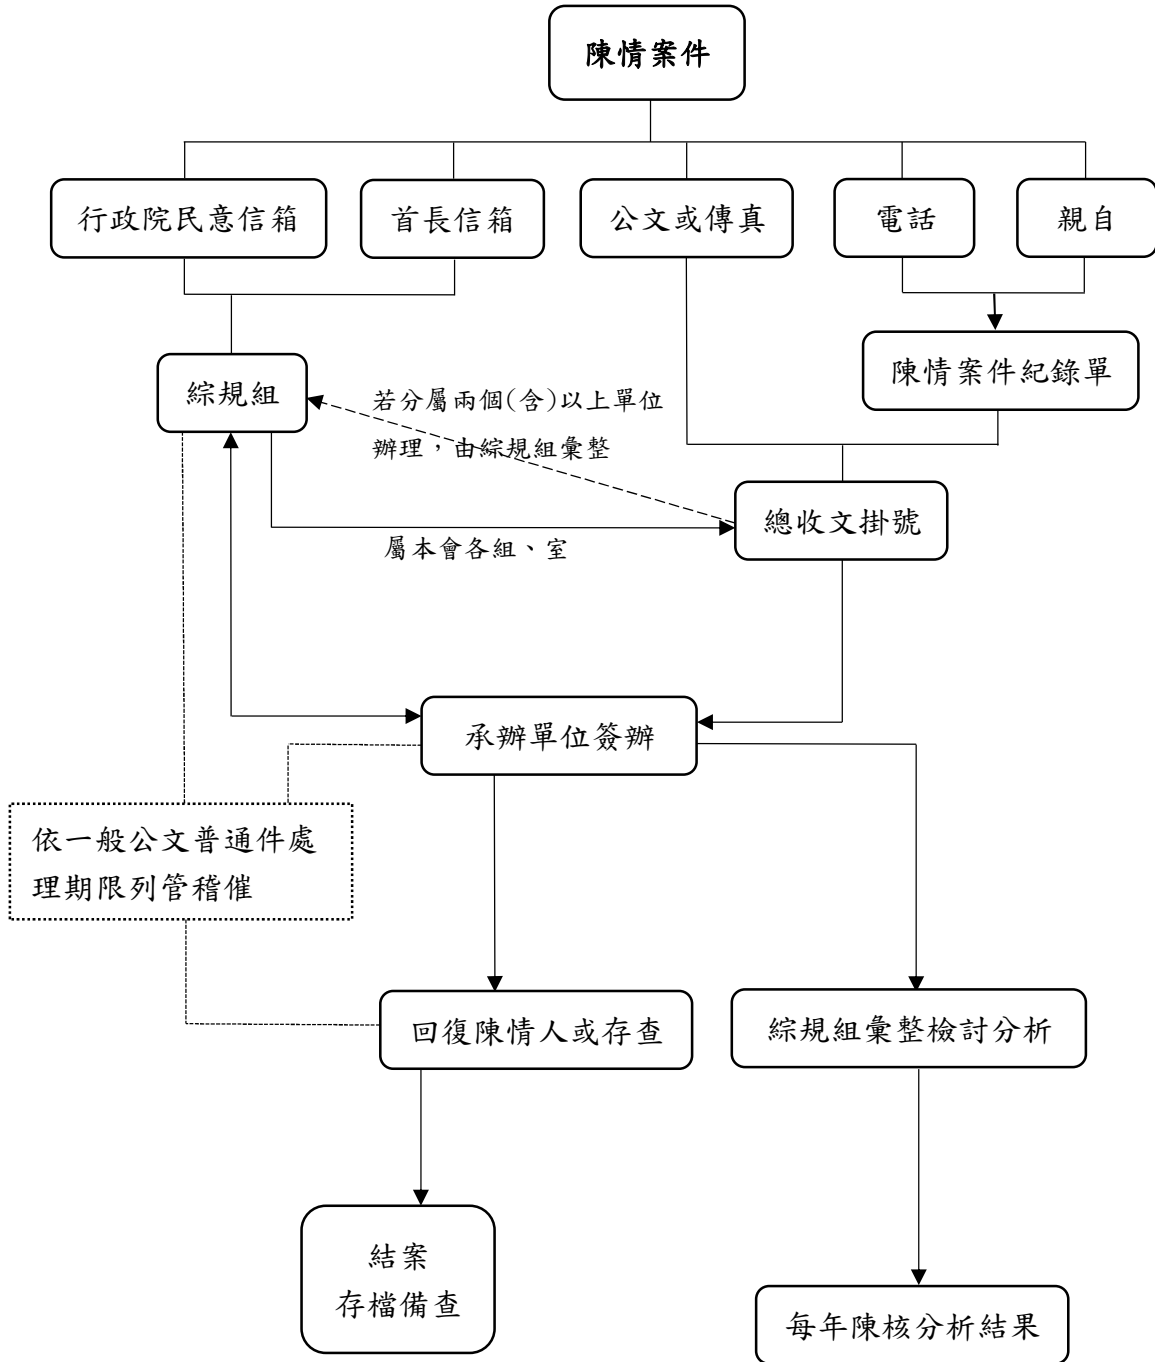 陳情案件
行政院民意信箱
首長信箱
公文或傳真
電話
親自
陳情案件紀錄單
綜規組
若分屬兩個(含)以上單位
辦理，由綜規組彙整
總收文掛號
屬本會各組、室
承辦單位簽辦
依一般公文普通件處
理期限列管稽催
回復陳情人或存查
綜規組彙整檢討分析
結案
存檔備查
每年陳核分析結果